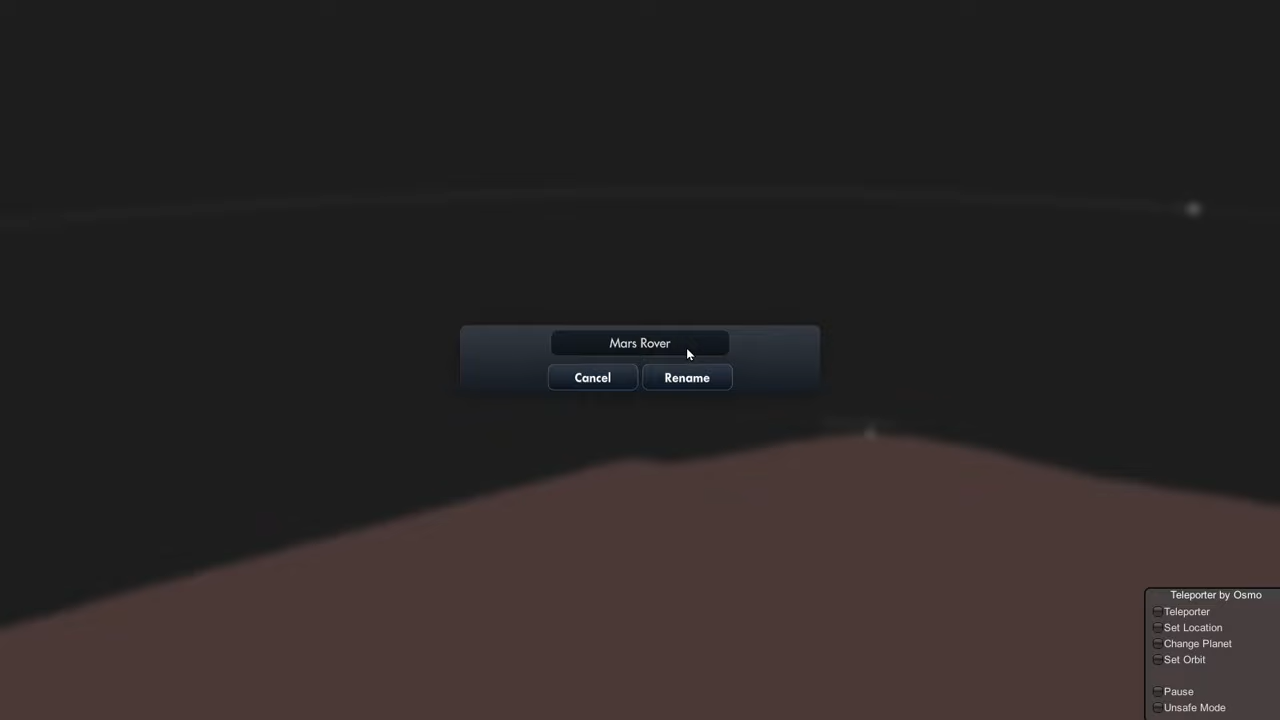 Mars Rover
Cancel
Rename
Teleporter by Osmo
Teleporter
Set Location
Change Planet
Set Orbit
Pause
Unsafe Mode